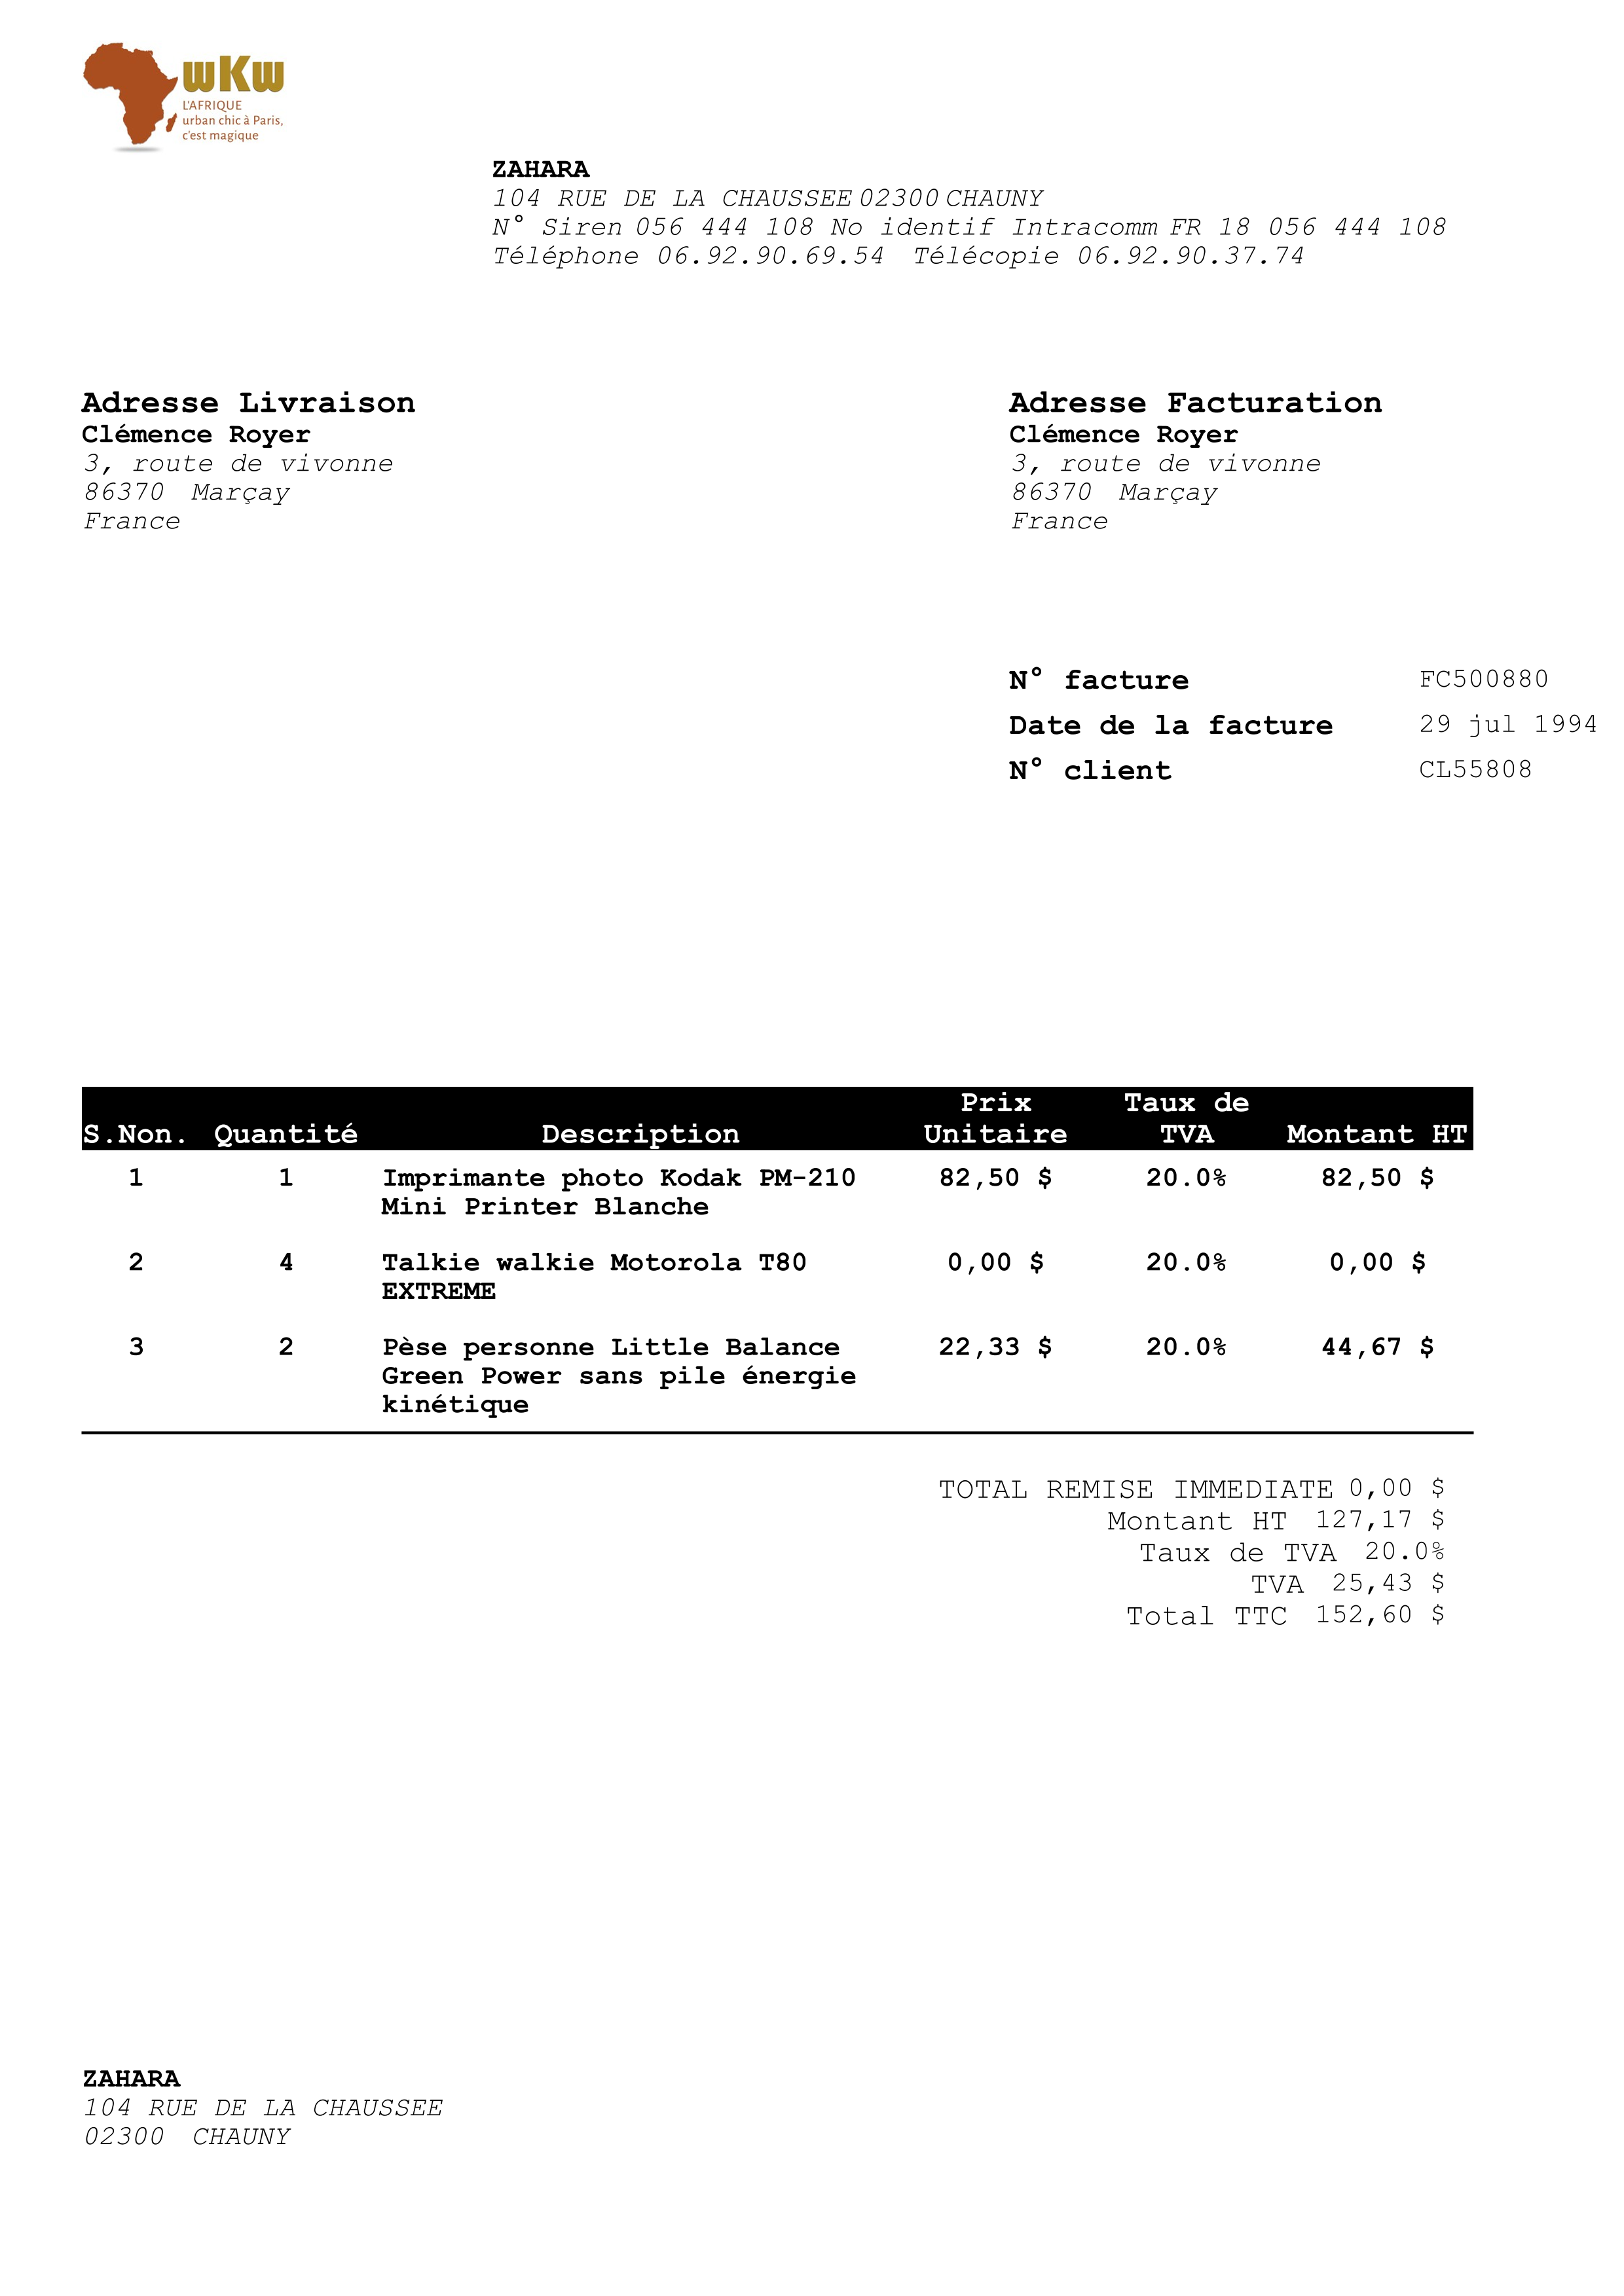 wKw
L'AFRIQUE
urban chic à Paris,
c'est magique
ZAHARA
104 RUE DE LA CHAUSSEE 02300 CHAUNY
N° Siren 056 444 108 No identif Intracomm FR 18 056 444 108
Téléphone 06.92.90.69.54 Télécopie 06.92.90.37.74
Adresse Livraison
Clémence Royer
3, route de vivonne
86370 Marçay
France
Adresse Facturation
Clémence Royer
3, route de vivonne
86370 Marçay
France
N° facture FC500880
Date de la facture 29 jul 1994
N° client CL55808
S.Non. Quantité Description Prix Unitaire Taux de TVA Montant HT
1 1 Imprimante photo Kodak PM-210 82,50 $ 20.0% 82,50 $
Mini Printer Blanche
2 4 Talkie walkie Motorola T80 0,00 $ 20.0% 0,00 $
EXTREME
3 2 Pèse personne Little Balance 22,33 $ 20.0% 44,67 $
Green Power sans pile énergie
kinétique
TOTAL REMISE IMMEDIATE 0,00 $
Montant HT 127,17 $
Taux de TVA 20.0%
TVA 25,43 $
Total TTC 152,60 $
ZAHARA
104 RUE DE LA CHAUSSEE
02300 CHAUNY